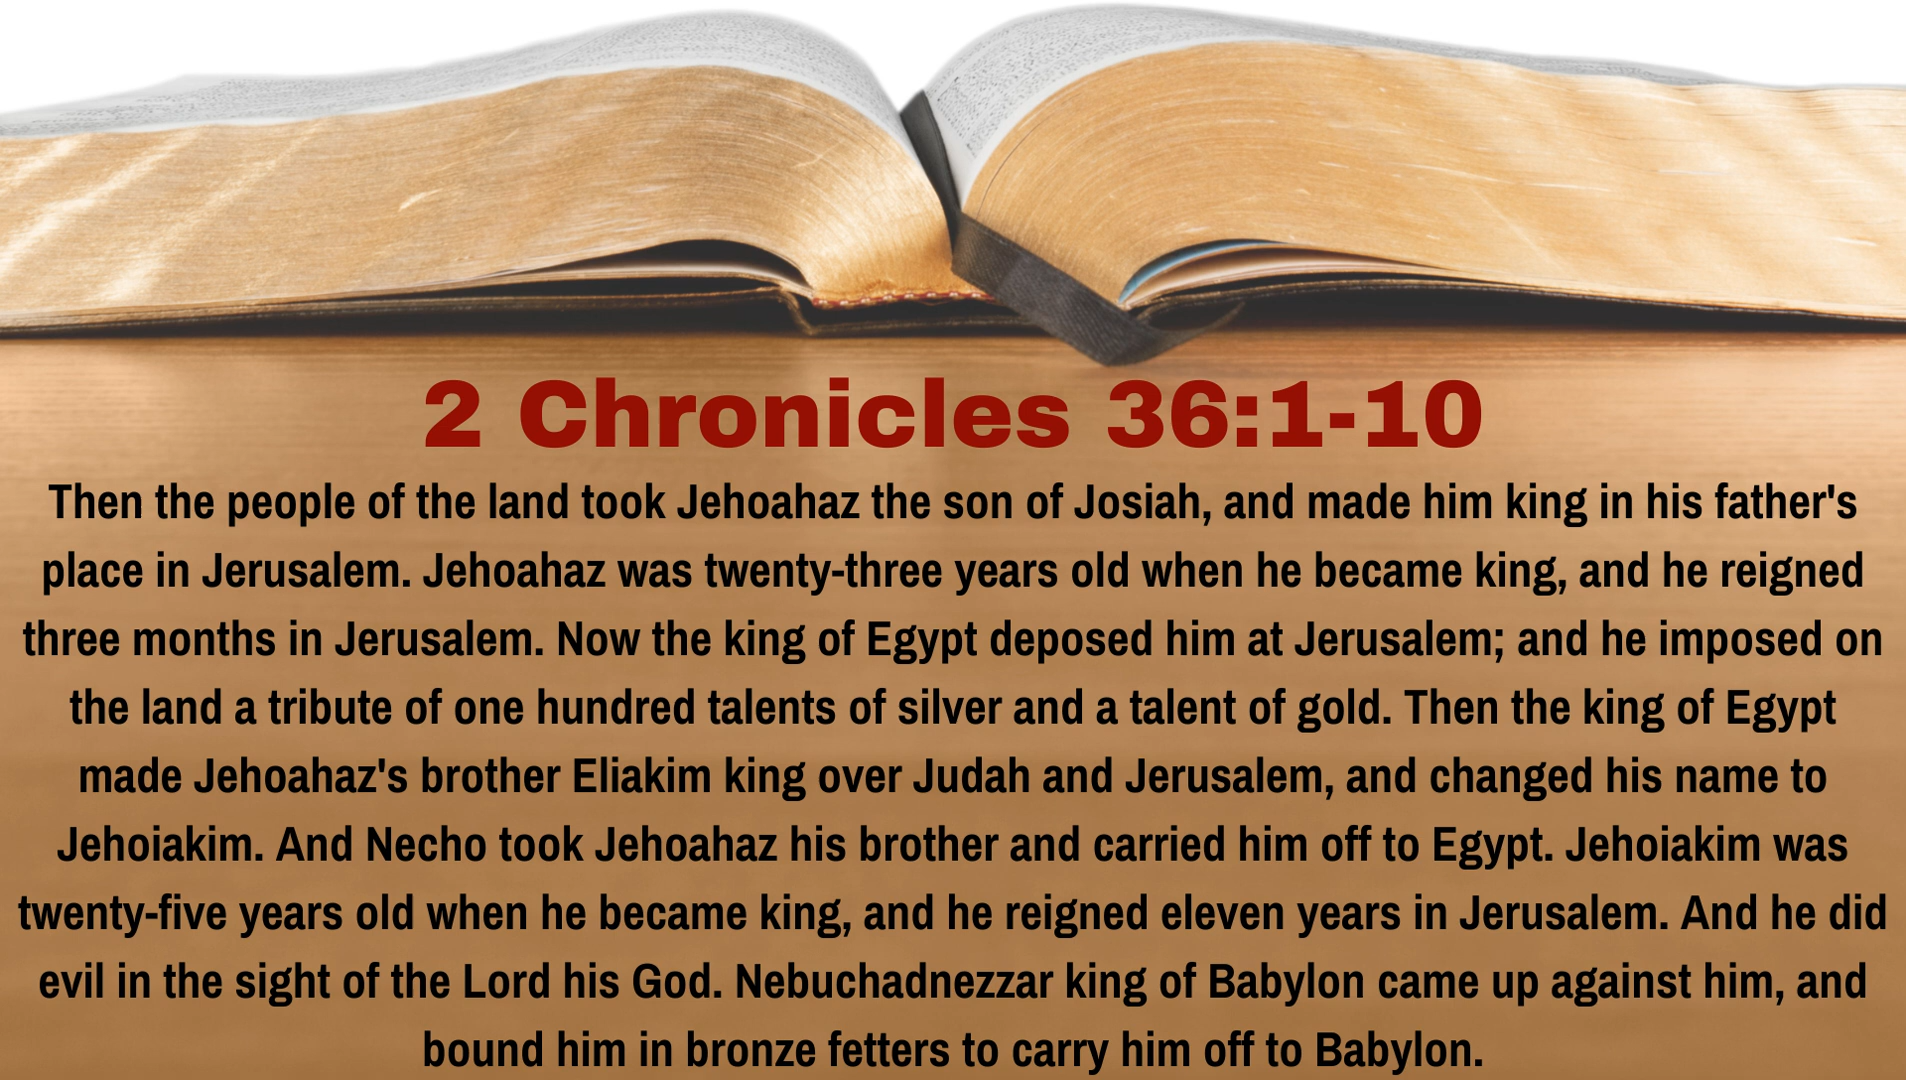 2 Chronicles 36:1-10
Then the people of the land took Jehoahaz the son of Josiah, and made him king in his father's
place in Jerusalem. Jehoahaz was twenty-three years old when he became king, and he reigned
three months in Jerusalem. Now the king of Egypt deposed him at Jerusalem; and he imposed on
the land a tribute of one hundred talents of silver and a talent of gold. Then the king of Egypt
made Jehoahaz's brother Eliakim king over Judah and Jerusalem, and changed his name to
Jehoiakim. And Necho took Jehoahaz his brother and carried him off to Egypt. Jehoiakim was
twenty-five years old when he became king, and he reigned eleven years in Jerusalem. And he did
evil in the sight of the Lord his God. Nebuchadnezzar king of Babylon came up against him, and
bound him in bronze fetters to carry him off to Babylon.